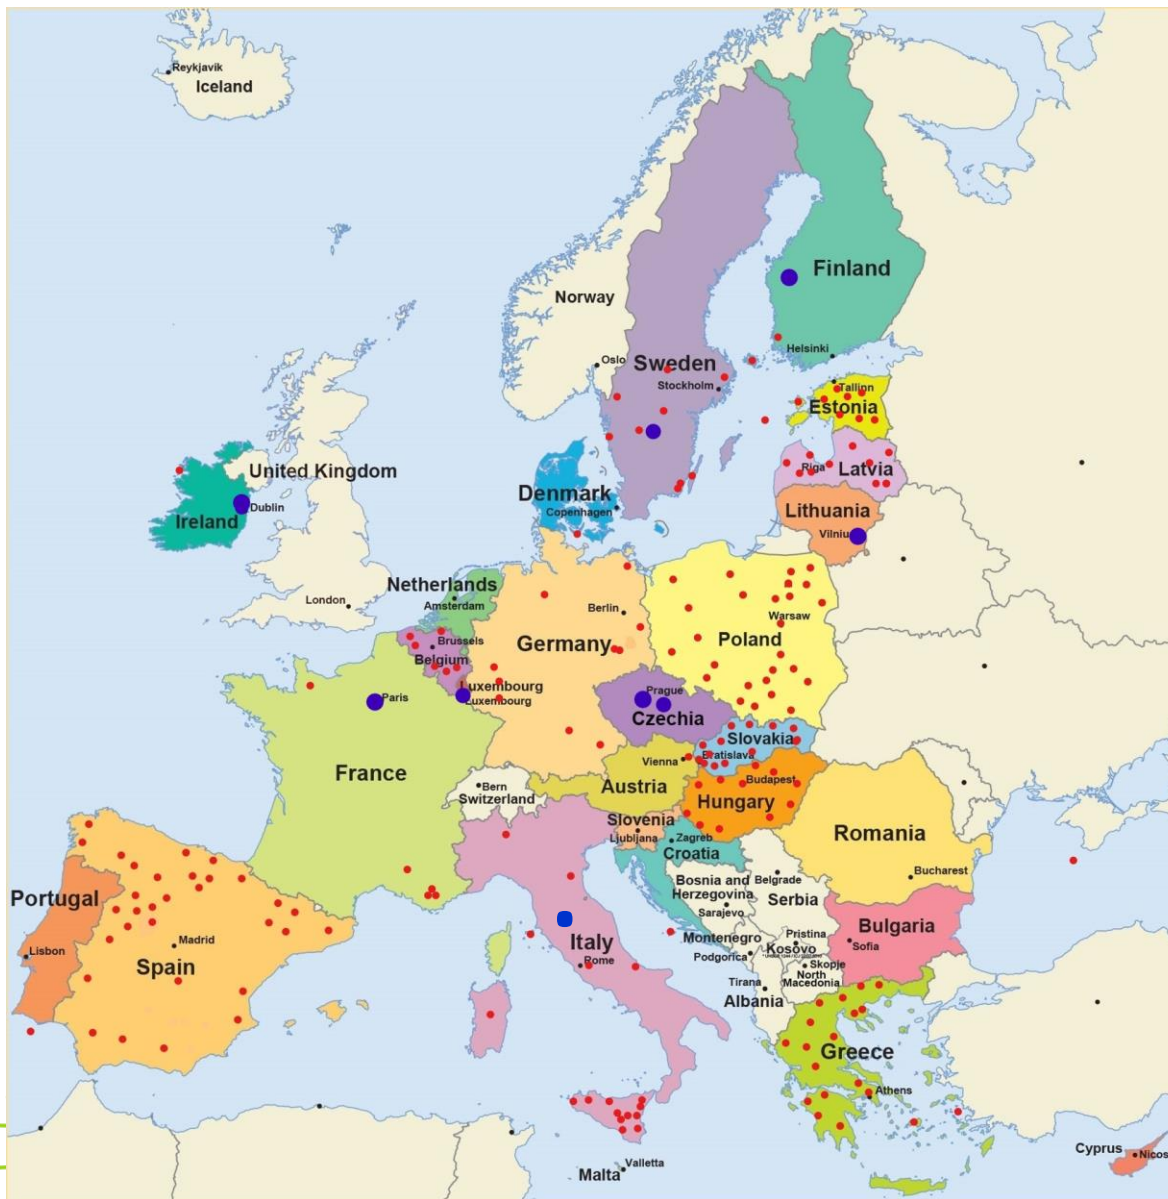 Reykjavik
Iceland
Finland
Norway
Helsinki
Oslo
Sweden
Stockholm
Tallinn
Estonia
United Kingdom
Riga
Latvia
Denmark
Dublin
Ireland
Copenhagen
Lithuania
Vilniu
Netherlands
London
Amsterdam
Berlin
Warsaw
Brussels
Germany
Poland
Belgium
Luxembourg
Luxembourg
Paris
Prague
Czechia
Slovakia
Bratislava
Vienna
France
Budapest
Bern
Switzerland
Austria
Hungary
Slovenia
Ljubljana
Zagreb
Croatia
Romania
Bucharest
Bosnia and
Herzegovina
Sarajevo
Belgrade
Serbia
Portugal
Lisbon
Madrid
Spain
Italy
Rome
Montenegro
Podgorica
Pristina
Kosovo
Bulgaria
Sofia
Skopje
North
Macedonia
Tirana
Albania
Greece
Athens
Malta
Valletta
Cyprus
Nicos